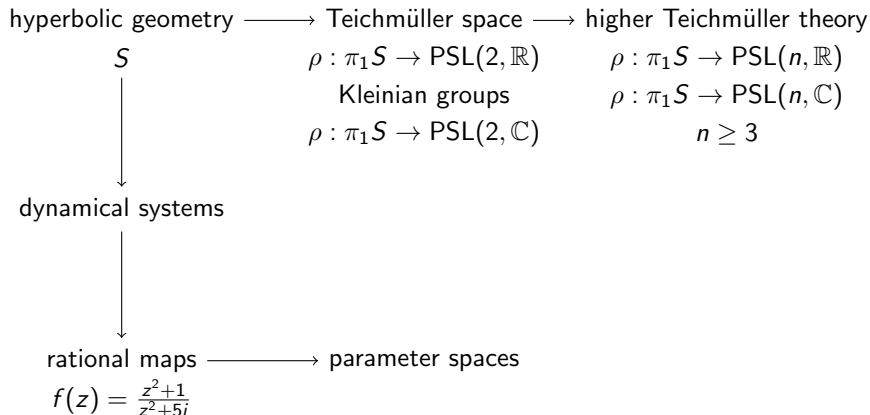 hyperbolic geometry → Teichmüller space → higher Teichmüller theory
S ρ : π₁S → PSL(2, ℝ) ρ : π₁S → PSL(n, ℝ)
Kleinian groups ρ : π₁S → PSL(n, ℂ)
ρ : π₁S → PSL(2, ℂ) n ≥ 3
dynamical systems
rational maps → parameter spaces
f(z) = (z²+1)/(z²+5i)